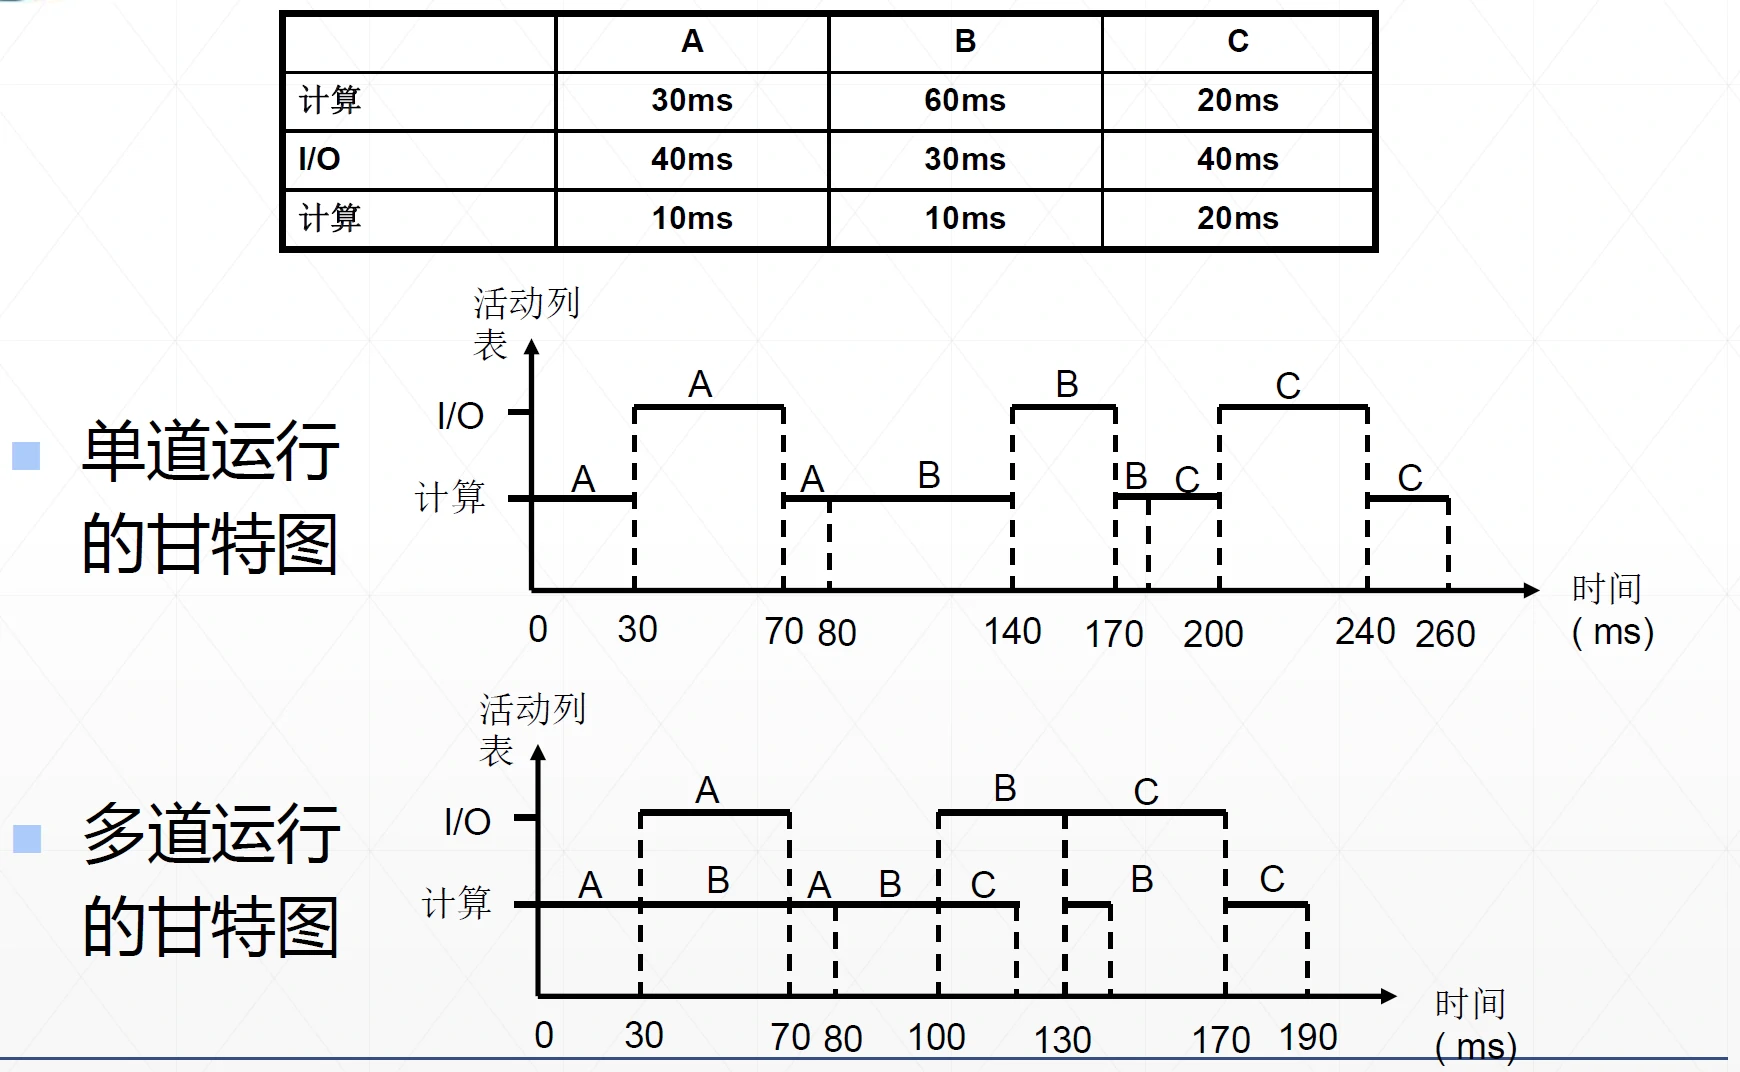 A B C
计算 30ms 60ms 20ms
I/O 40ms 30ms 40ms
计算 10ms 10ms 20ms
活动列
表
A B C
I/O
单道运行
的甘特图
A A B B C C
计算
时间
( ms)
0 30 70 80 140 170 200 240 260
活动列
表
A B C
I/O
多道运行
的甘特图
A B A B C B C
计算
时间
( ms)
0 30 70 80 100 130 170 190